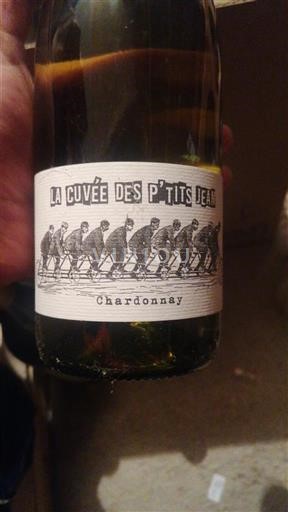 LA CUVÉE DES P'TITS JEAN
Chardonnay